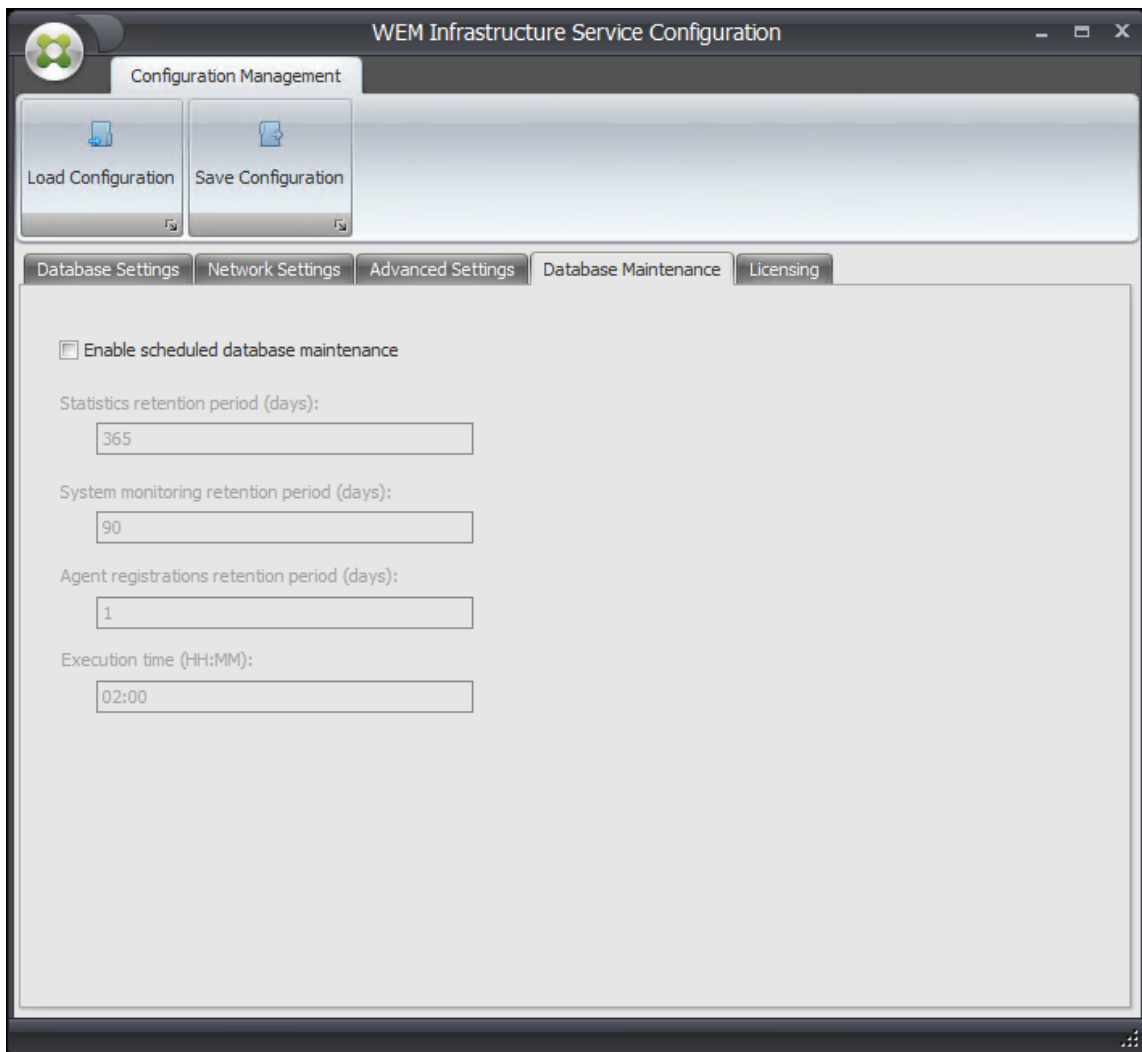 WEM Infrastructure Service Configuration
Configuration Management
Load Configuration
Save Configuration
Database Settings
Network Settings
Advanced Settings
Database Maintenance
Licensing
Enable scheduled database maintenance
Statistics retention period (days):
365
System monitoring retention period (days):
90
Agent registrations retention period (days):
1
Execution time (HH:MM):
02:00